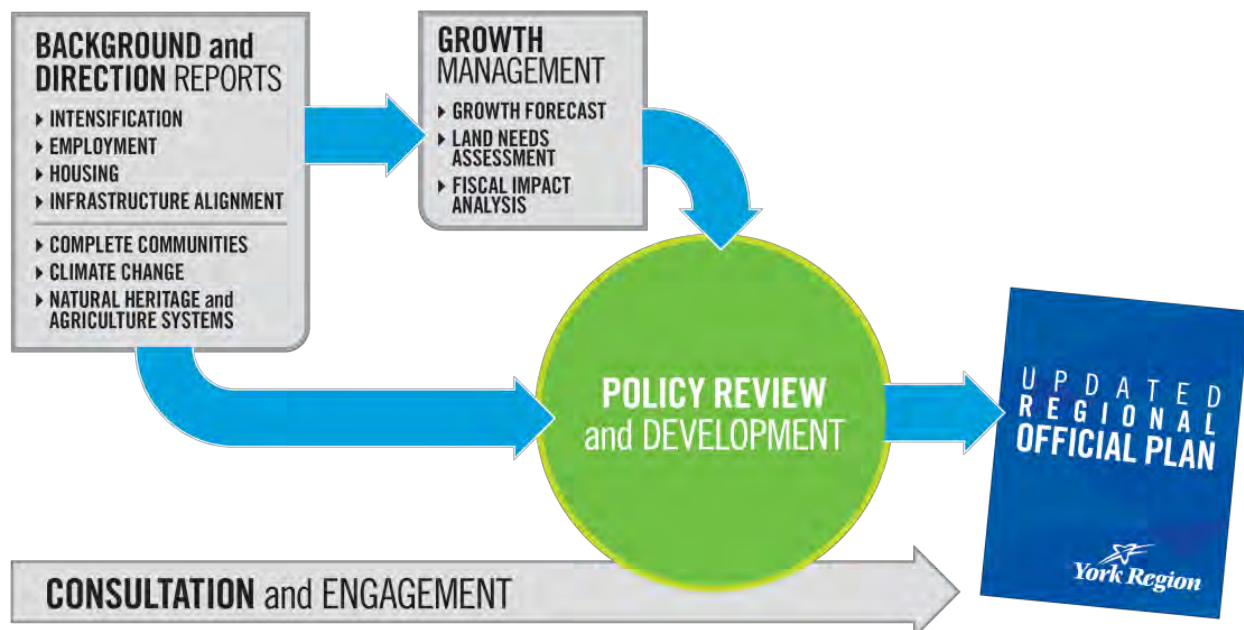 BACKGROUND and
DIRECTION REPORTS
INTENSIFICATION
EMPLOYMENT
HOUSING
INFRASTRUCTURE ALIGNMENT
COMPLETE COMMUNITIES
CLIMATE CHANGE
NATURAL HERITAGE and
AGRICULTURE SYSTEMS
GROWTH
MANAGEMENT
GROWTH FORECAST
LAND NEEDS
ASSESSMENT
FISCAL IMPACT
ANALYSIS
POLICY REVIEW
and DEVELOPMENT
UPDATED
REGIONAL
OFFICIAL PLAN
York Region
CONSULTATION and ENGAGEMENT